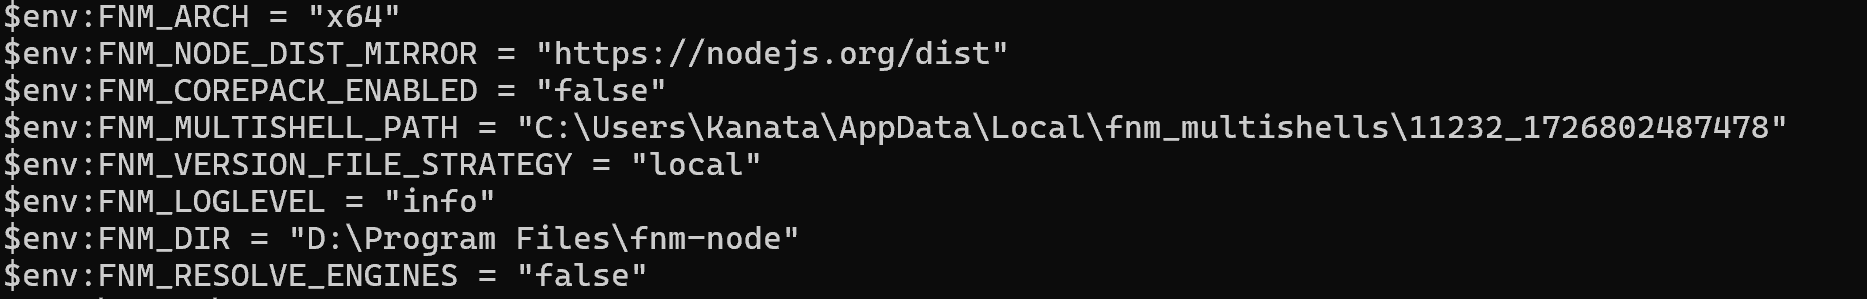 $env:FNM_ARCH = "x64"
$env:FNM_NODE_DIST_MIRROR = "https://nodejs.org/dist"
$env:FNM_COREPACK_ENABLED = "false"
$env:FNM_MULTISHELL_PATH = "C:\Users\Kanata\AppData\Local\fnm_multishells\11232_1726802487478"
$env:FNM_VERSION_FILE_STRATEGY = "local"
$env:FNM_LOGLEVEL = "info"
$env:FNM_DIR = "D:\Program Files\fnm-node"
$env:FNM_RESOLVE_ENGINES = "false"